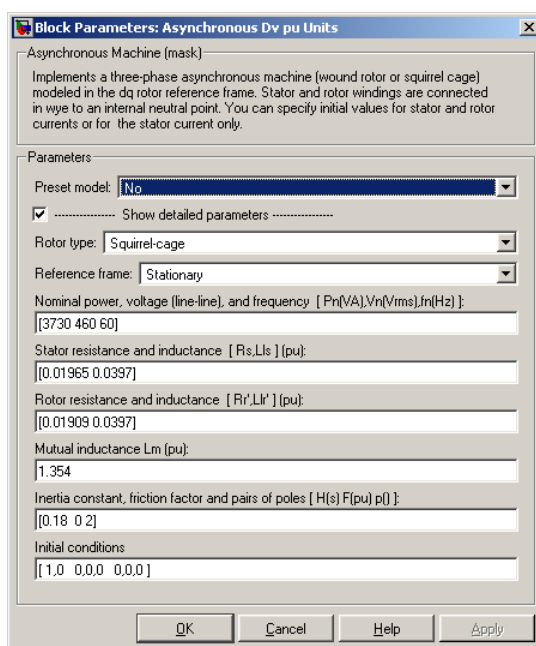 Block Parameters: Asynchronous Dv pu Units
Asynchronous Machine (mask)
Implements a three-phase asynchronous machine (wound rotor or squirrel cage)
modeled in the dq rotor reference frame. Stator and rotor windings are connected
in wye to an internal neutral point. You can specify initial values for stator and rotor
currents or for the stator current only.
Parameters
Preset model: No
---------------- Show detailed parameters ----------------
Rotor type: Squirrel-cage
Reference frame: Stationary
Nominal power, voltage (line-line), and frequency [ Pn(VA),Vn(Vrms),fn(Hz) ]:
[3730 460 60]
Stator resistance and inductance [ Rs,Lls ] (pu):
[0.01965 0.0397]
Rotor resistance and inductance [ Rr',Llr' ] (pu):
[0.01909 0.0397]
Mutual inductance Lm (pu):
1.354
Inertia constant, friction factor and pairs of poles [ H(s) F(pu) p() ]:
[0.18 0 2]
Initial conditions
[ 1,0 0,0,0 0,0,0 ]
OK Cancel Help Apply